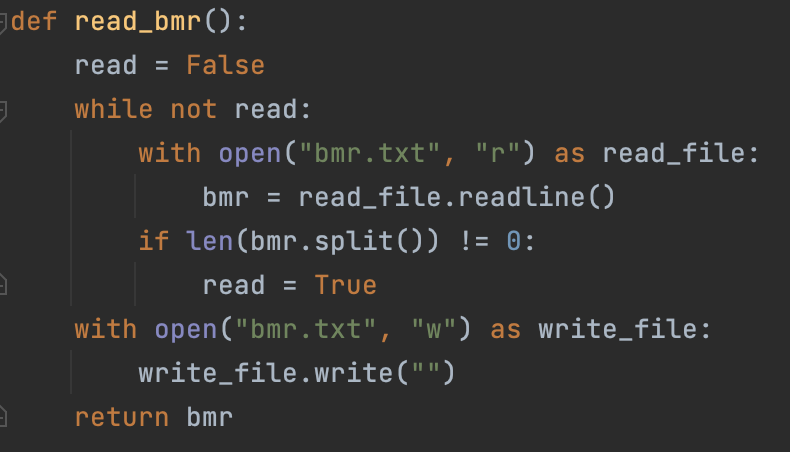 def read_bmr():
    read = False
    while not read:
        with open("bmr.txt", "r") as read_file:
            bmr = read_file.readline()
        if len(bmr.split()) != 0:
            read = True
    with open("bmr.txt", "w") as write_file:
        write_file.write("")
    return bmr